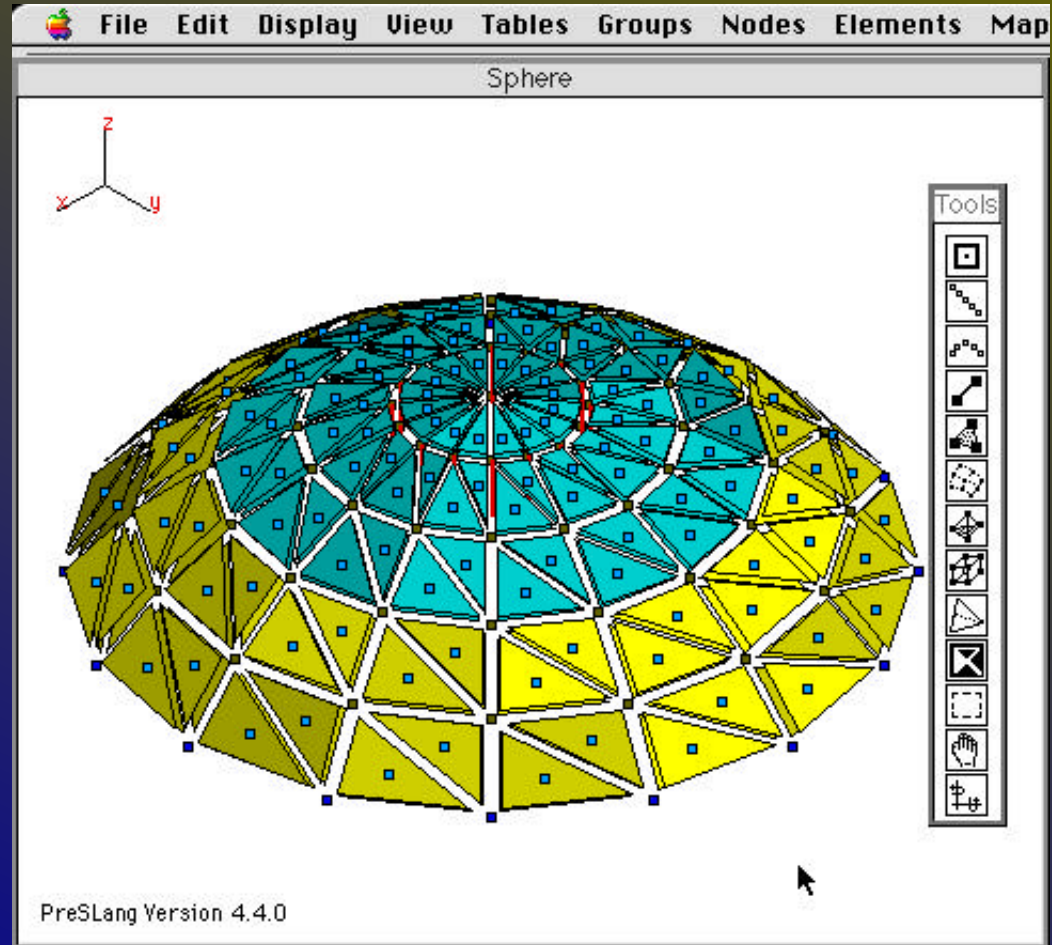 File Edit Display View Tables Groups Nodes Elements Map
Sphere
z
x y
Tools
PreSLang Version 4.4.0